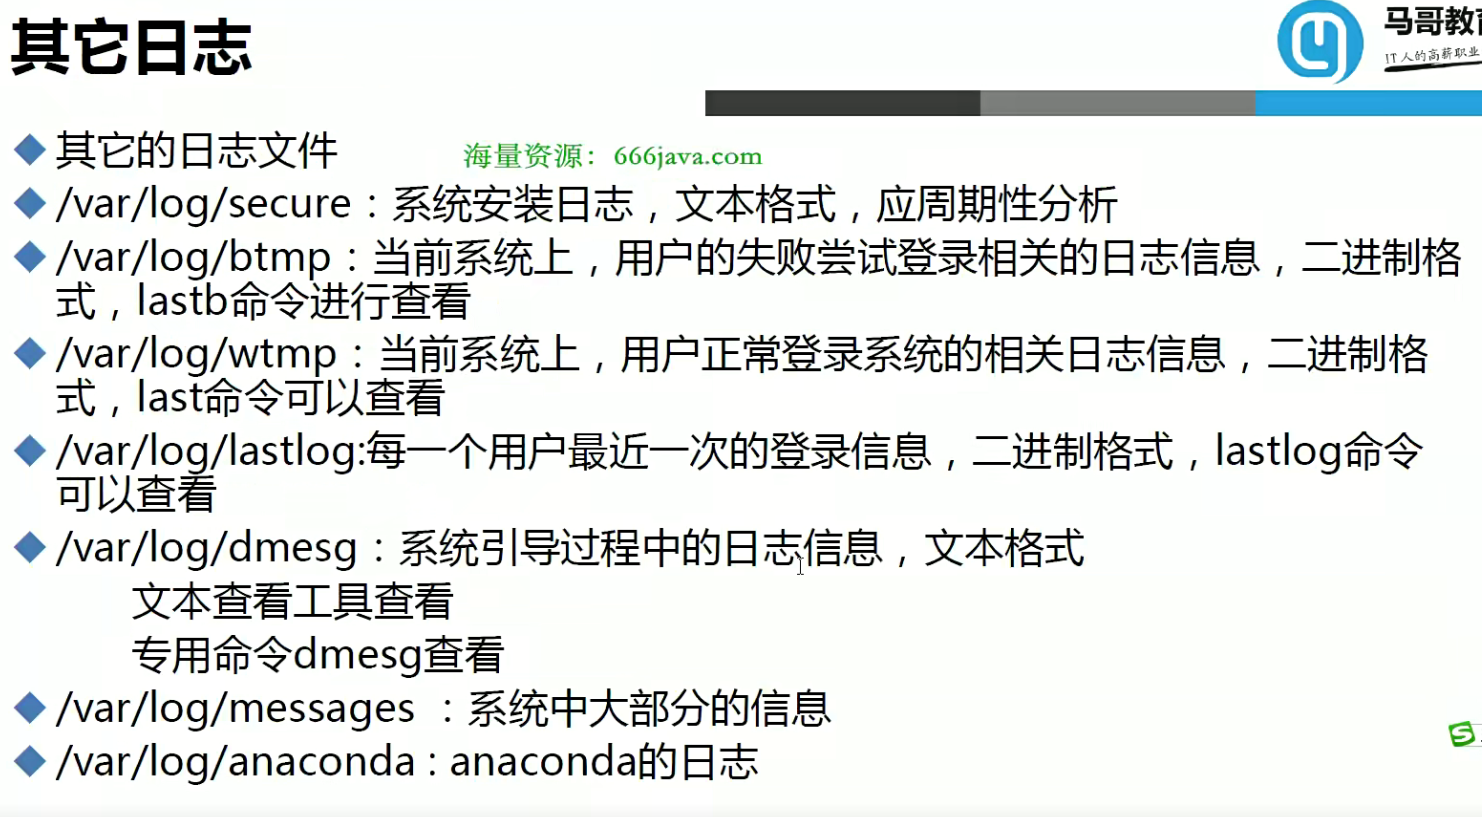 其它日志
马哥教育
IT人的高薪职业
其它的日志文件
海量资源：666java.com
/var/log/secure：系统安装日志，文本格式，应周期性分析
/var/log/btmp：当前系统上，用户的失败尝试登录相关的日志信息，二进制格
式，lastb命令进行查看
/var/log/wtmp：当前系统上，用户正常登录系统的相关日志信息，二进制格
式，last命令可以查看
/var/log/lastlog:每一个用户最近一次的登录信息，二进制格式，lastlog命令
可以查看
/var/log/dmesg：系统引导过程中的日志信息，文本格式
文本查看工具查看
专用命令dmesg查看
/var/log/messages ：系统中大部分的信息
/var/log/anaconda : anaconda的日志